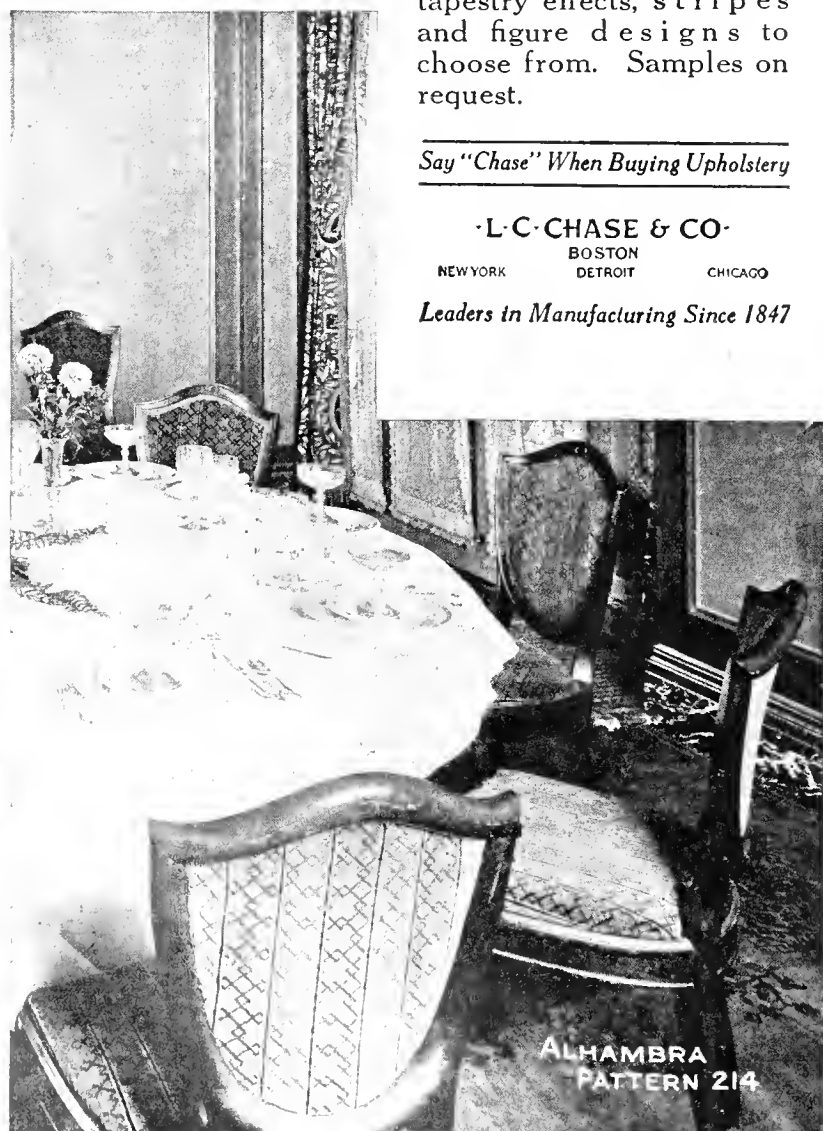 tapestry effects, stripes
and figure designs to
choose from. Samples on
request.
Say "Chase" When Buying Upholstery
·L·C·CHASE & CO·
BOSTON
NEW YORK DETROIT CHICAGO
Leaders in Manufacturing Since 1847
ALHAMBRA
PATTERN 214